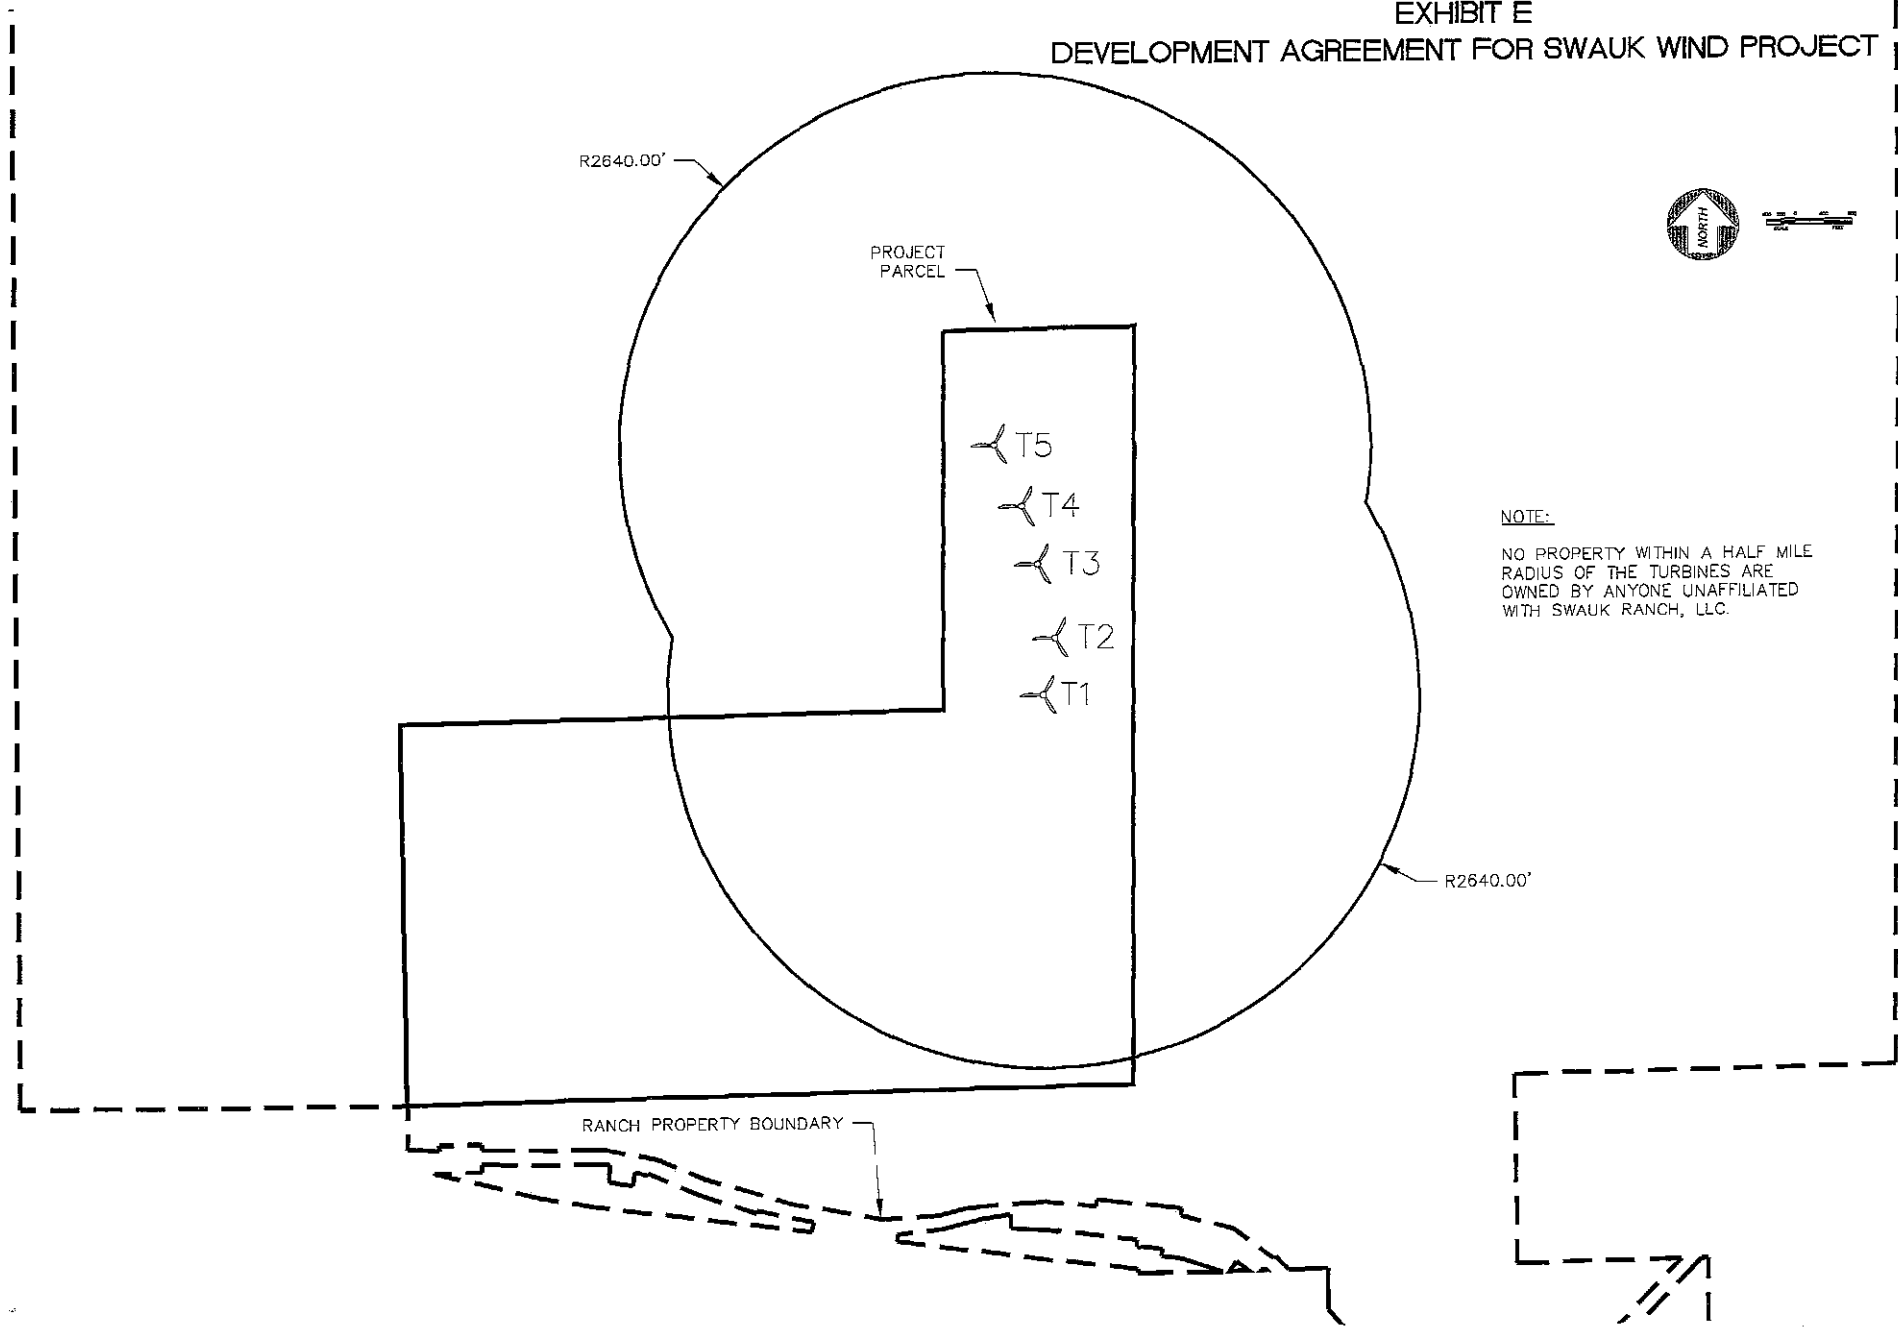 EXHIBIT E
DEVELOPMENT AGREEMENT FOR SWAUK WIND PROJECT
R2640.00'
NORTH
PROJECT
PARCEL
T5
T4
T3
T2
T1
NOTE:
NO PROPERTY WITHIN A HALF MILE
RADIUS OF THE TURBINES ARE
OWNED BY ANYONE UNAFFILIATED
WITH SWAUK RANCH, LLC.
R2640.00'
RANCH PROPERTY BOUNDARY